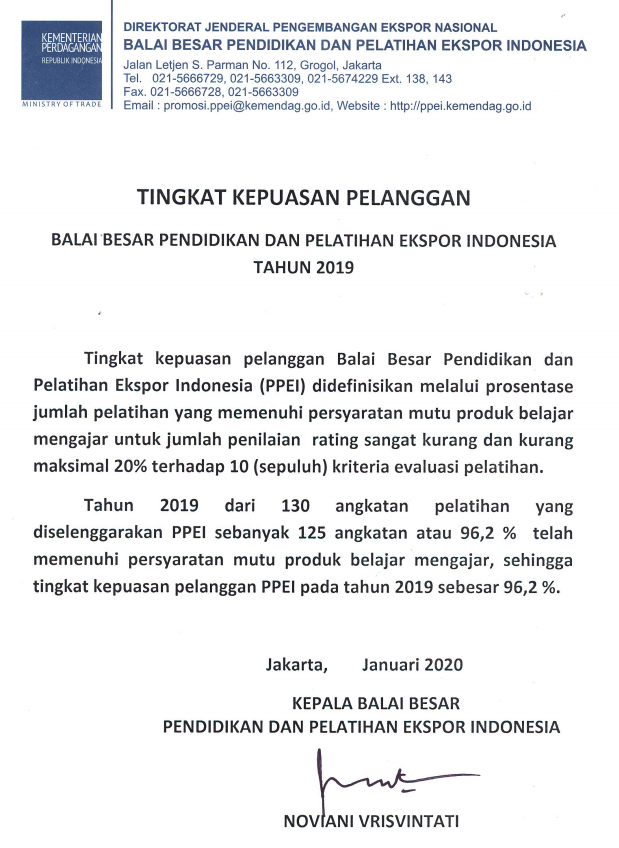 KEMENTERIAN
PERDAGANGAN
REPUBLIK INDONESIA
MINISTRY OF TRADE
DIREKTORAT JENDERAL PENGEMBANGAN EKSPOR NASIONAL
BALAI BESAR PENDIDIKAN DAN PELATIHAN EKSPOR INDONESIA
Jalan Letjen S. Parman No. 112, Grogol, Jakarta
Tel. 021-5666729, 021-5663309, 021-5674229 Ext. 138, 143
Fax. 021-5666728, 021-5663309
Email : promosi.ppei@kemendag.go.id, Website : http://ppei.kemendag.go.id
TINGKAT KEPUASAN PELANGGAN
BALAI BESAR PENDIDIKAN DAN PELATIHAN EKSPOR INDONESIA
TAHUN 2019
Tingkat kepuasan pelanggan Balai Besar Pendidikan dan
Pelatihan Ekspor Indonesia (PPEI) didefinisikan melalui prosentase
jumlah pelatihan yang memenuhi persyaratan mutu produk belajar
mengajar untuk jumlah penilaian rating sangat kurang dan kurang
maksimal 20% terhadap 10 (sepuluh) kriteria evaluasi pelatihan.
Tahun 2019 dari 130 angkatan pelatihan yang
diselenggarakan PPEI sebanyak 125 angkatan atau 96,2 % telah
memenuhi persyaratan mutu produk belajar mengajar, sehingga
tingkat kepuasan pelanggan PPEI pada tahun 2019 sebesar 96,2 %.
Jakarta, Januari 2020
KEPALA BALAI BESAR
PENDIDIKAN DAN PELATIHAN EKSPOR INDONESIA
NOVIANI VRISVINTATI